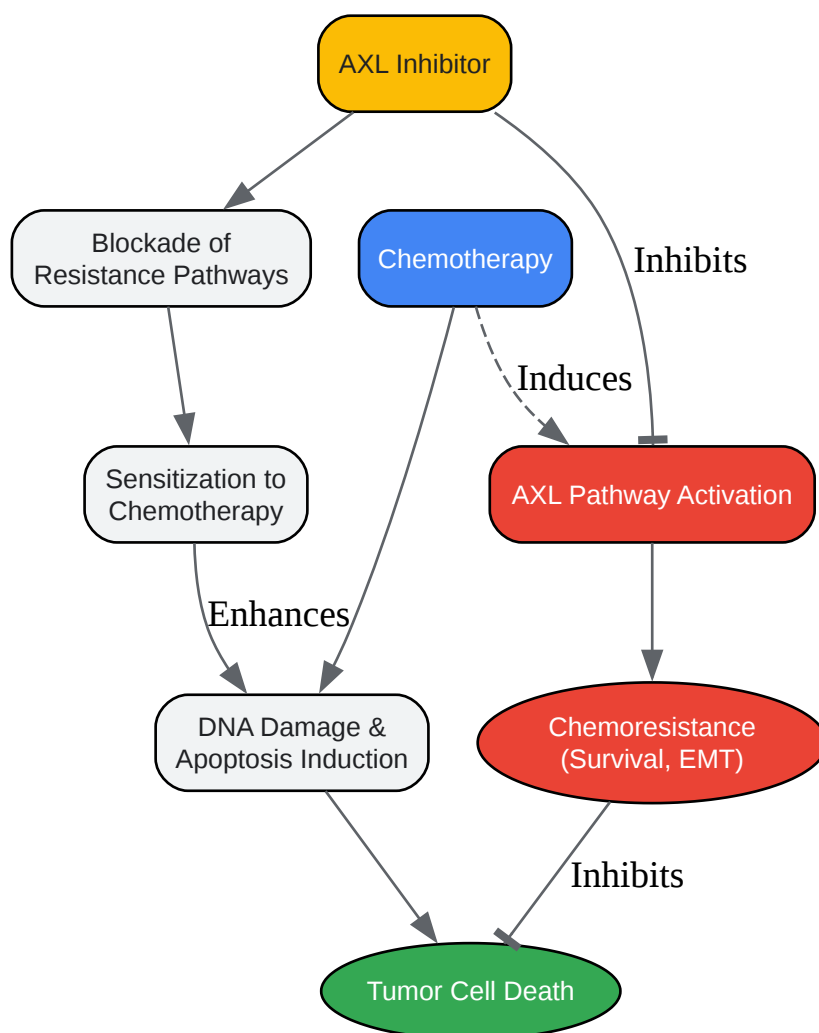 AXL Inhibitor
Blockade of
Resistance Pathways
Chemotherapy
Inhibits
Induces
Sensitization to
Chemotherapy
AXL Pathway Activation
Enhances
DNA Damage &
Apoptosis Induction
Chemoresistance
(Survival, EMT)
Inhibits
Tumor Cell Death